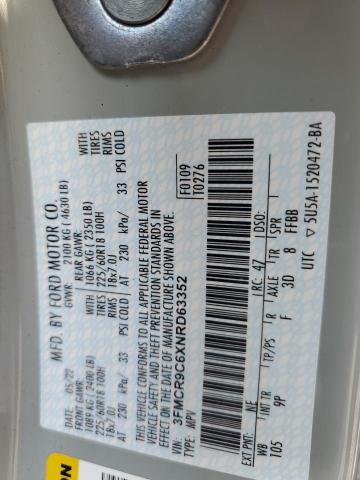 MFD. BY FORD MOTOR CO.
DATE: 05/22 GVWR: 2100 KG ( 4630 LB)
FRONT GAWR: REAR GAWR: WITH
1089 KG ( 2400 LB) 1066 KG ( 2350 LB) TIRES
225/60R18 100H 225/60R18 100H RIMS
18x7.0J 18x7.0J
AT 230 kPa/ 33 PSI COLD AT 230 kPa/ 33 PSI COLD
THIS VEHICLE CONFORMS TO ALL APPLICABLE FEDERAL MOTOR
VEHICLE SAFETY AND THEFT PREVENTION STANDARDS IN
EFFECT ON THE DATE OF MANUFACTURE SHOWN ABOVE.
VIN: 3FMCR9C6XNRD63352
TYPE: MPV
F0109
T0276
EXT PNT: NE RC: 47 DSO:
WB INT TR TP/PS R AXLE TR SPR
105 9P F 3D 8 FFBB
UTC ▽ 5U5A-1520472-BA
ON